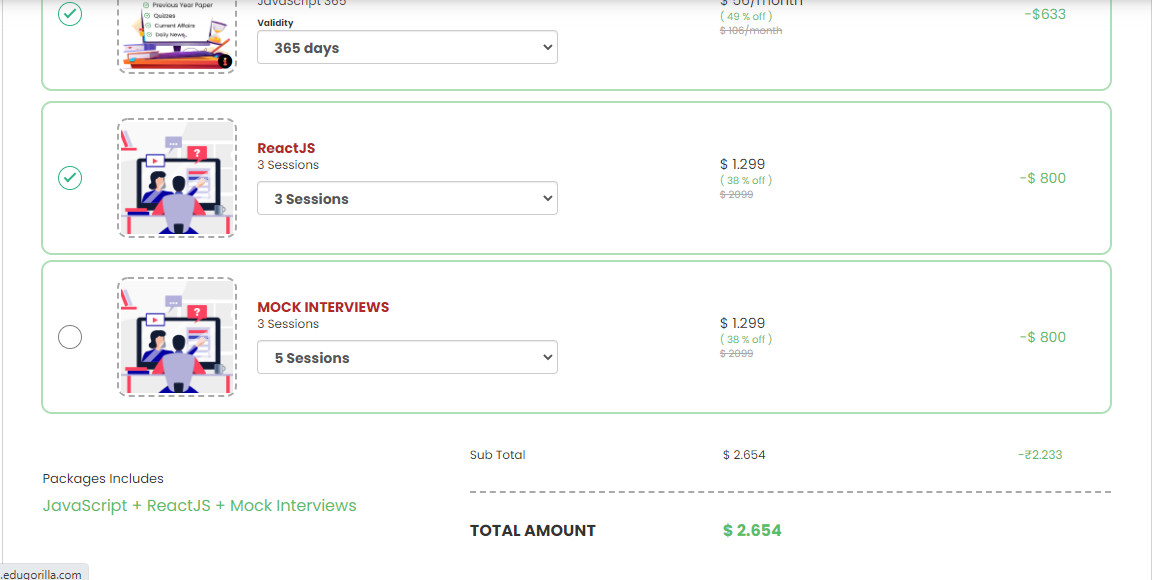 Previous Year Paper
Quizzes
Current Affairs
Daily News,
JavaScript 365
Validity
365 days
$ 56/month
( 49 % off )
$ 106/month
-$633
ReactJS
3 Sessions
3 Sessions
$ 1.299
( 38 % off )
$ 2099
-$ 800
MOCK INTERVIEWS
3 Sessions
5 Sessions
$ 1.299
( 38 % off )
$ 2099
-$ 800
Sub Total
$ 2.654
-₹2.233
Packages Includes
JavaScript + ReactJS + Mock Interviews
TOTAL AMOUNT
$ 2.654
.edugorilla.com